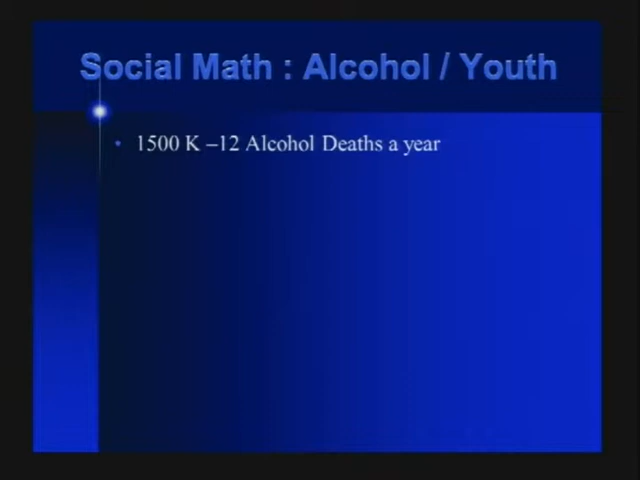 Social Math : Alcohol / Youth
• 1500 K –12 Alcohol Deaths a year